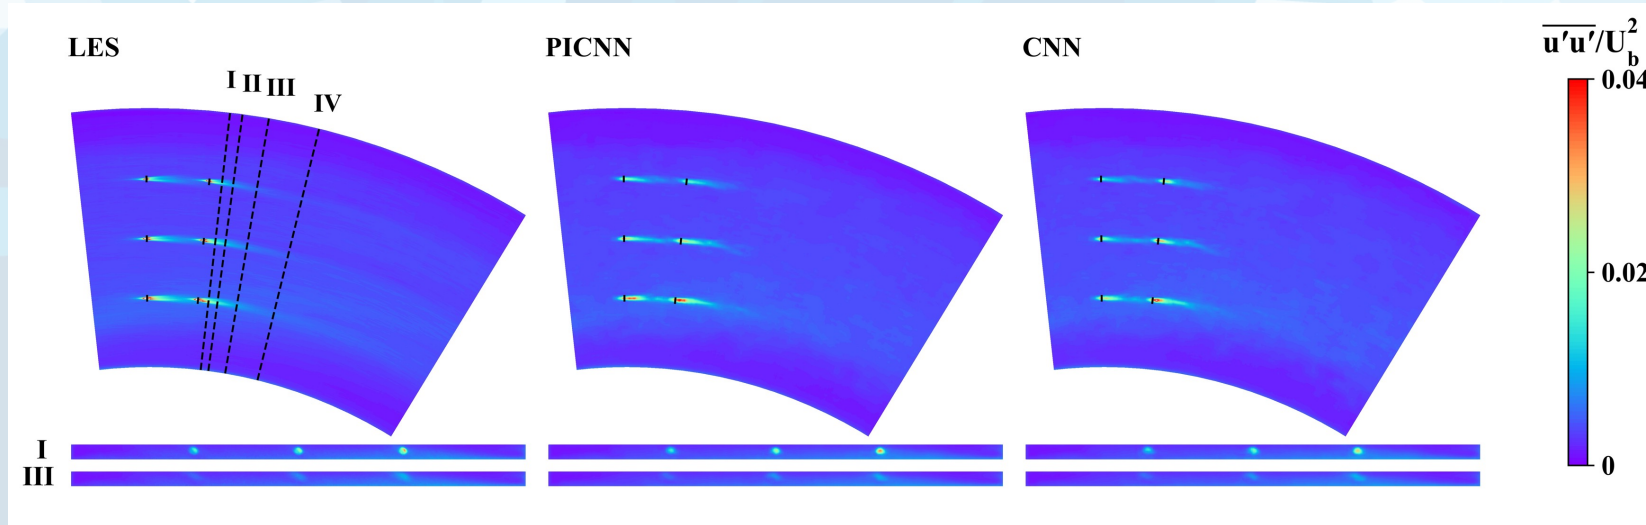 LES
PICNN
CNN
u′u′/U_b^2
I II III
IV
0.04
0.02
0
I
III